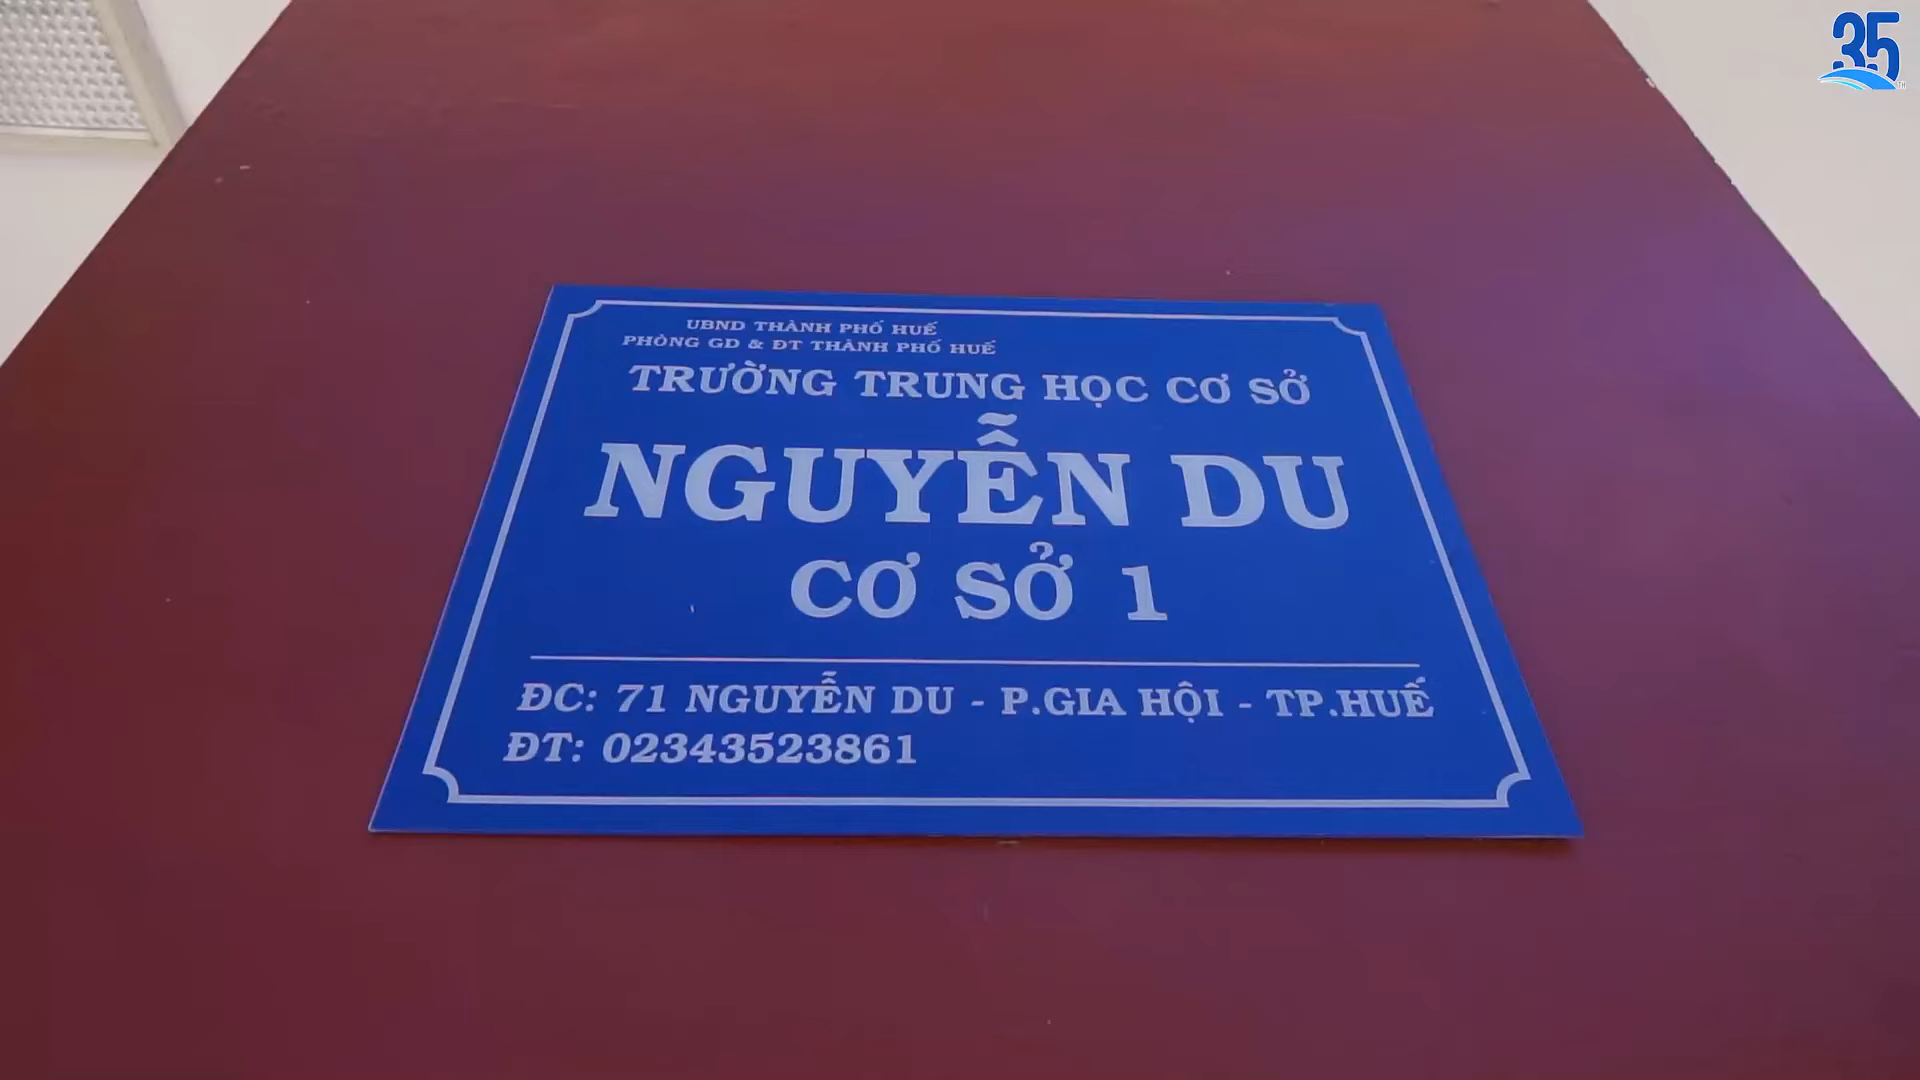 35
UBND THÀNH PHỐ HUẾ
PHÒNG GD & ĐT THÀNH PHỐ HUẾ
TRƯỜNG TRUNG HỌC CƠ SỞ
NGUYỄN DU
CƠ SỞ 1
ĐC: 71 NGUYỄN DU - P.GIA HỘI - TP.HUẾ
ĐT: 02343523861